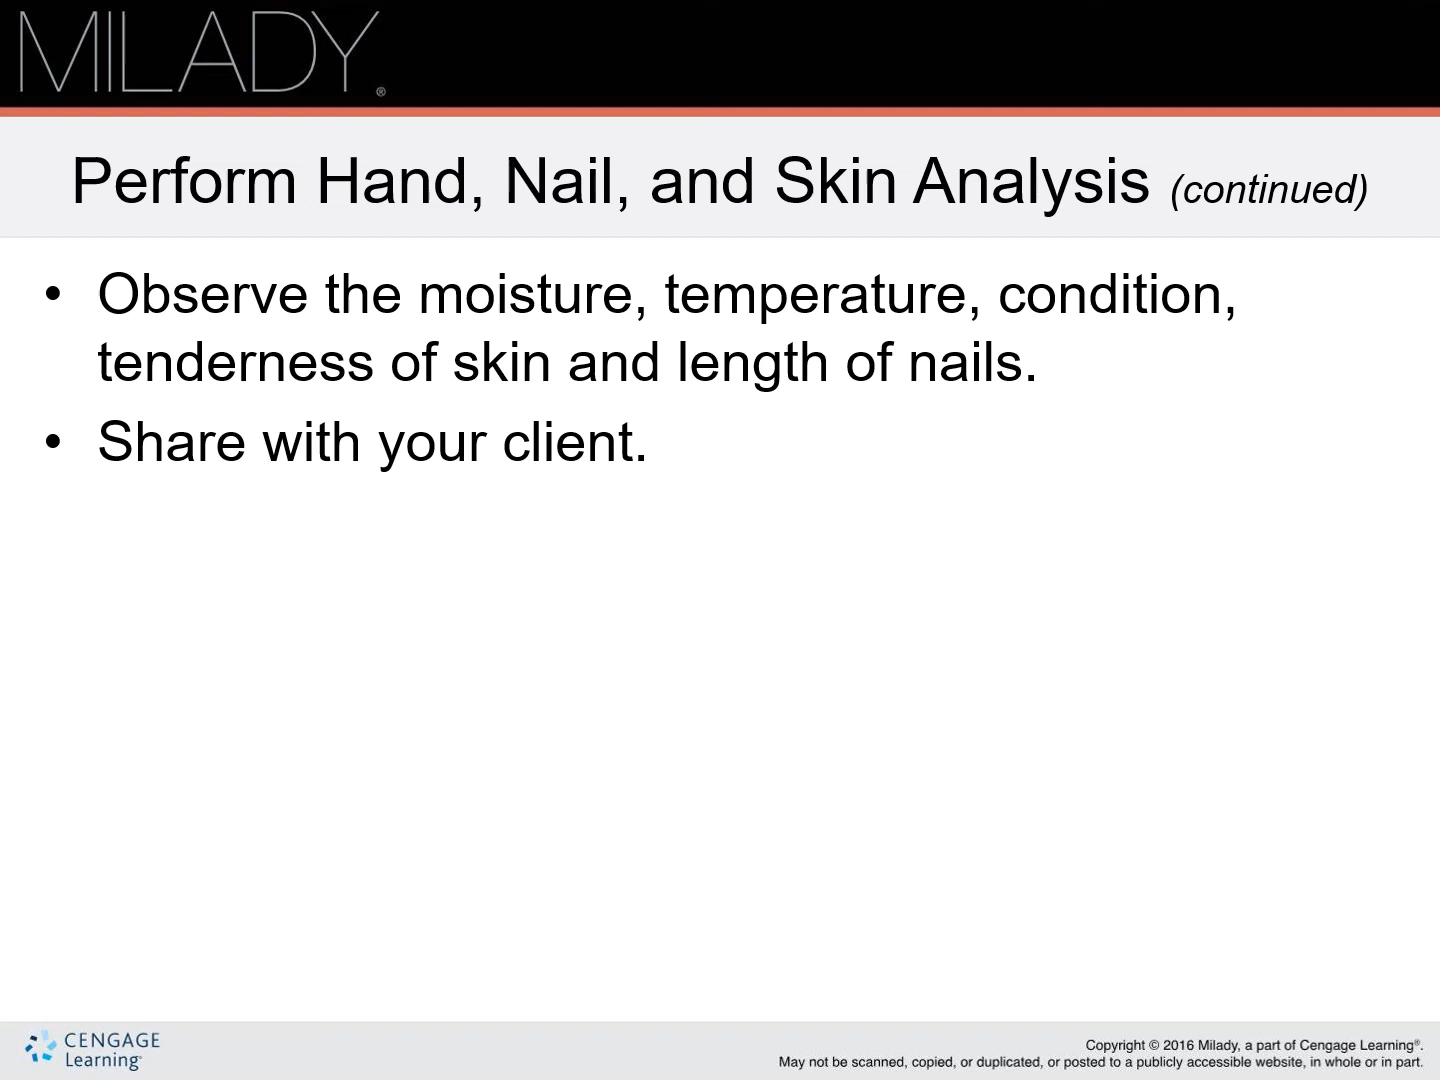 MILADY®
Perform Hand, Nail, and Skin Analysis (continued)
• Observe the moisture, temperature, condition,
tenderness of skin and length of nails.
• Share with your client.
CENGAGE
Learning
Copyright © 2016 Milady, a part of Cengage Learning®.
May not be scanned, copied, or duplicated, or posted to a publicly accessible website, in whole or in part.